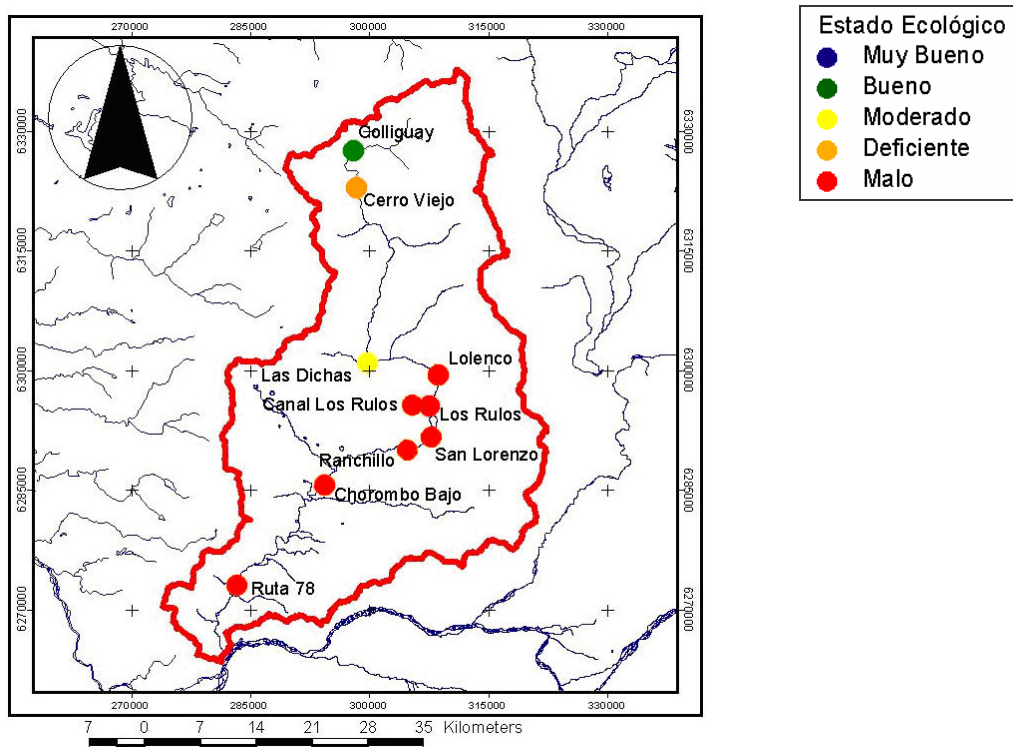 270000 285000 300000 315000 330000
Estado Ecológico
Muy Bueno
Bueno
Moderado
Deficiente
Malo
6330000
6330000
Golliguay
Cerro Viejo
6315000
6315000
Lolenco
6300000
6300000
Las Dichas
Canal Los Rulos
Los Rulos
San Lorenzo
Ranchillo
6285000
6285000
Chorombo Bajo
Ruta 78
6270000
6270000
270000 285000 300000 315000 330000
7 0 7 14 21 28 35 Kilometers